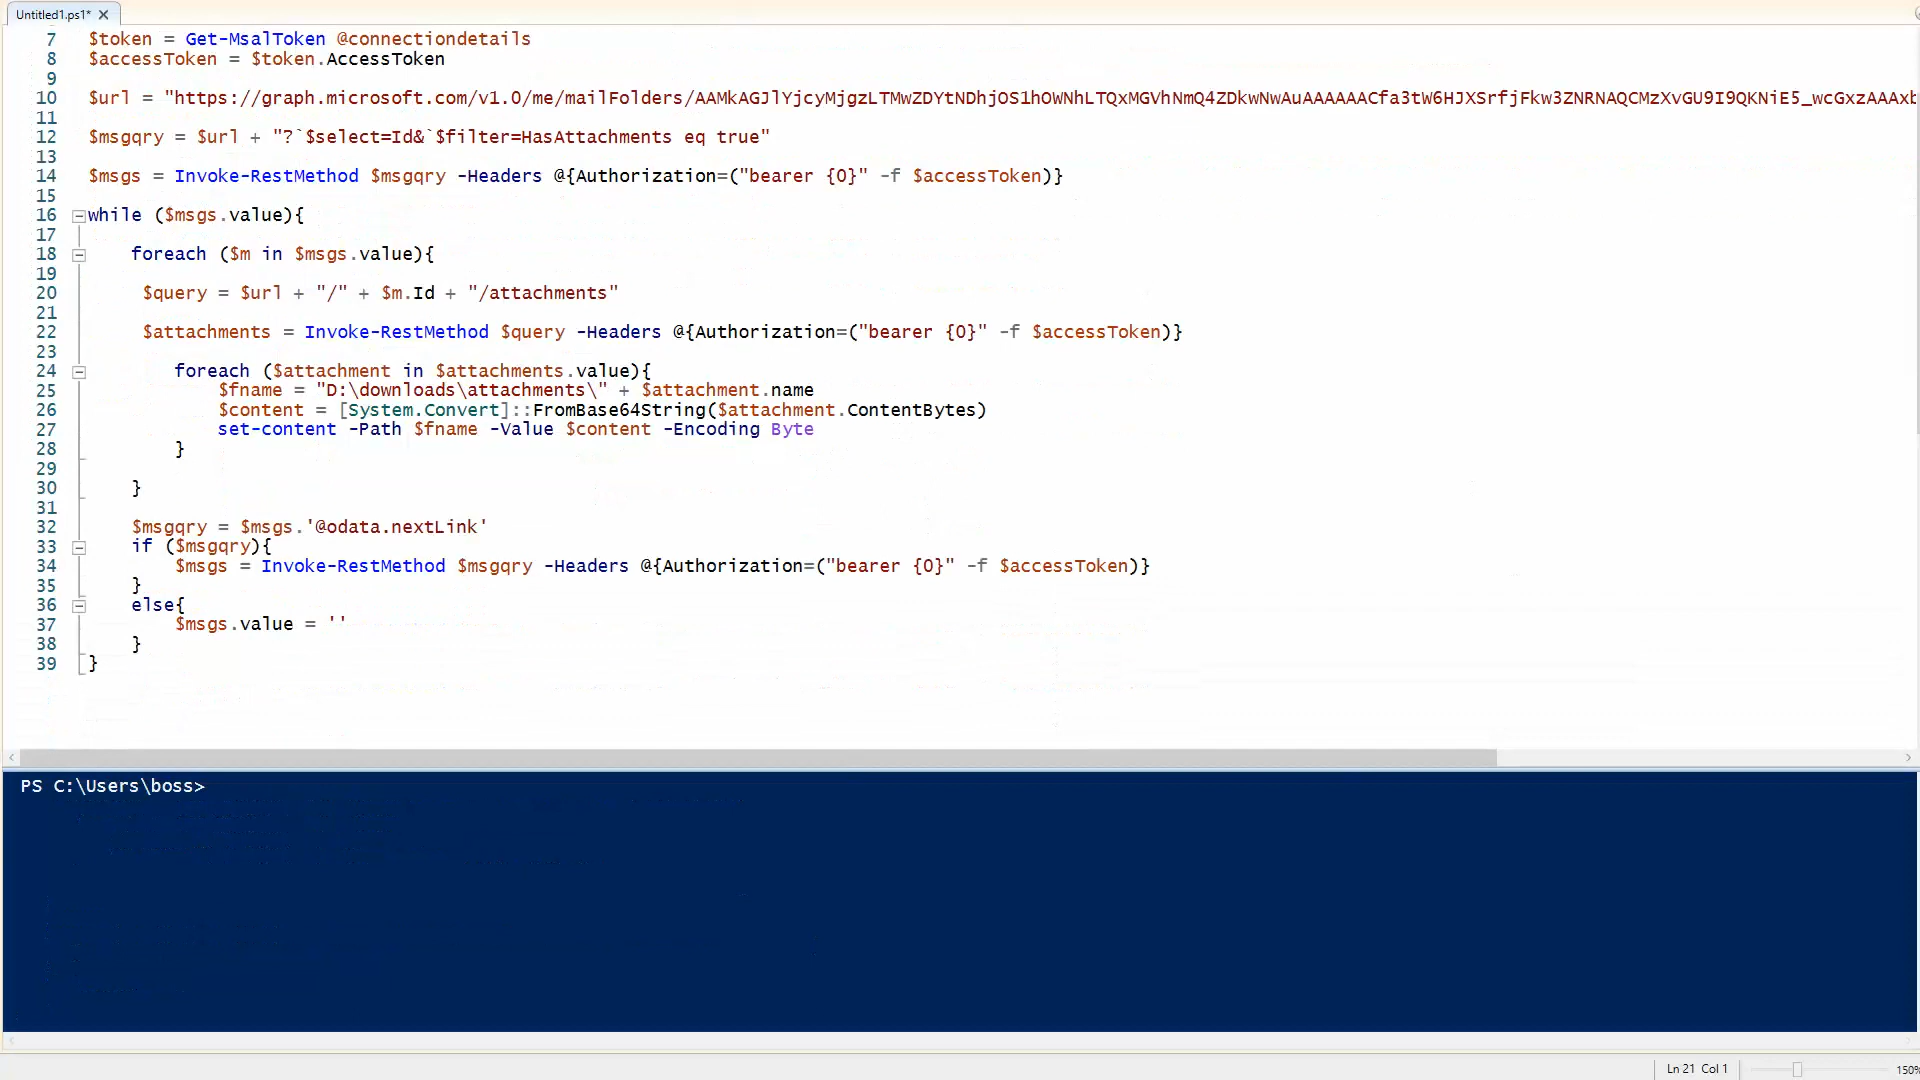 Untitled1.ps1*
7 $token = Get-MsalToken @connectiondetails
8 $accessToken = $token.AccessToken
9
10 $url = "https://graph.microsoft.com/v1.0/me/mailFolders/AAMkAGJlYjcyMjgzLTMwZDYtNDhjOS1hOWNhLTQxMGVhNmQ4ZDkwNwAuAAAAAACfa3tW6HJXSrfjFkw3ZNRNAQCMzXvGU9I9QKNiE5_wcGxzAAAxb
11
12 $msgqry = $url + "?`$select=Id&`$filter=HasAttachments eq true"
13
14 $msgs = Invoke-RestMethod $msgqry -Headers @{Authorization=("bearer {0}" -f $accessToken)}
15
16 while ($msgs.value){
17
18 foreach ($m in $msgs.value){
19
20 $query = $url + "/" + $m.Id + "/attachments"
21
22 $attachments = Invoke-RestMethod $query -Headers @{Authorization=("bearer {0}" -f $accessToken)}
23
24 foreach ($attachment in $attachments.value){
25 $fname = "D:\downloads\attachments\" + $attachment.name
26 $content = [System.Convert]::FromBase64String($attachment.ContentBytes)
27 set-content -Path $fname -Value $content -Encoding Byte
28 }
29
30 }
31
32 $msgqry = $msgs.'@odata.nextLink'
33 if ($msgqry){
34 $msgs = Invoke-RestMethod $msgqry -Headers @{Authorization=("bearer {0}" -f $accessToken)}
35 }
36 else{
37 $msgs.value = ''
38 }
39 }
PS C:\Users\boss>
Ln 21 Col 1
150%